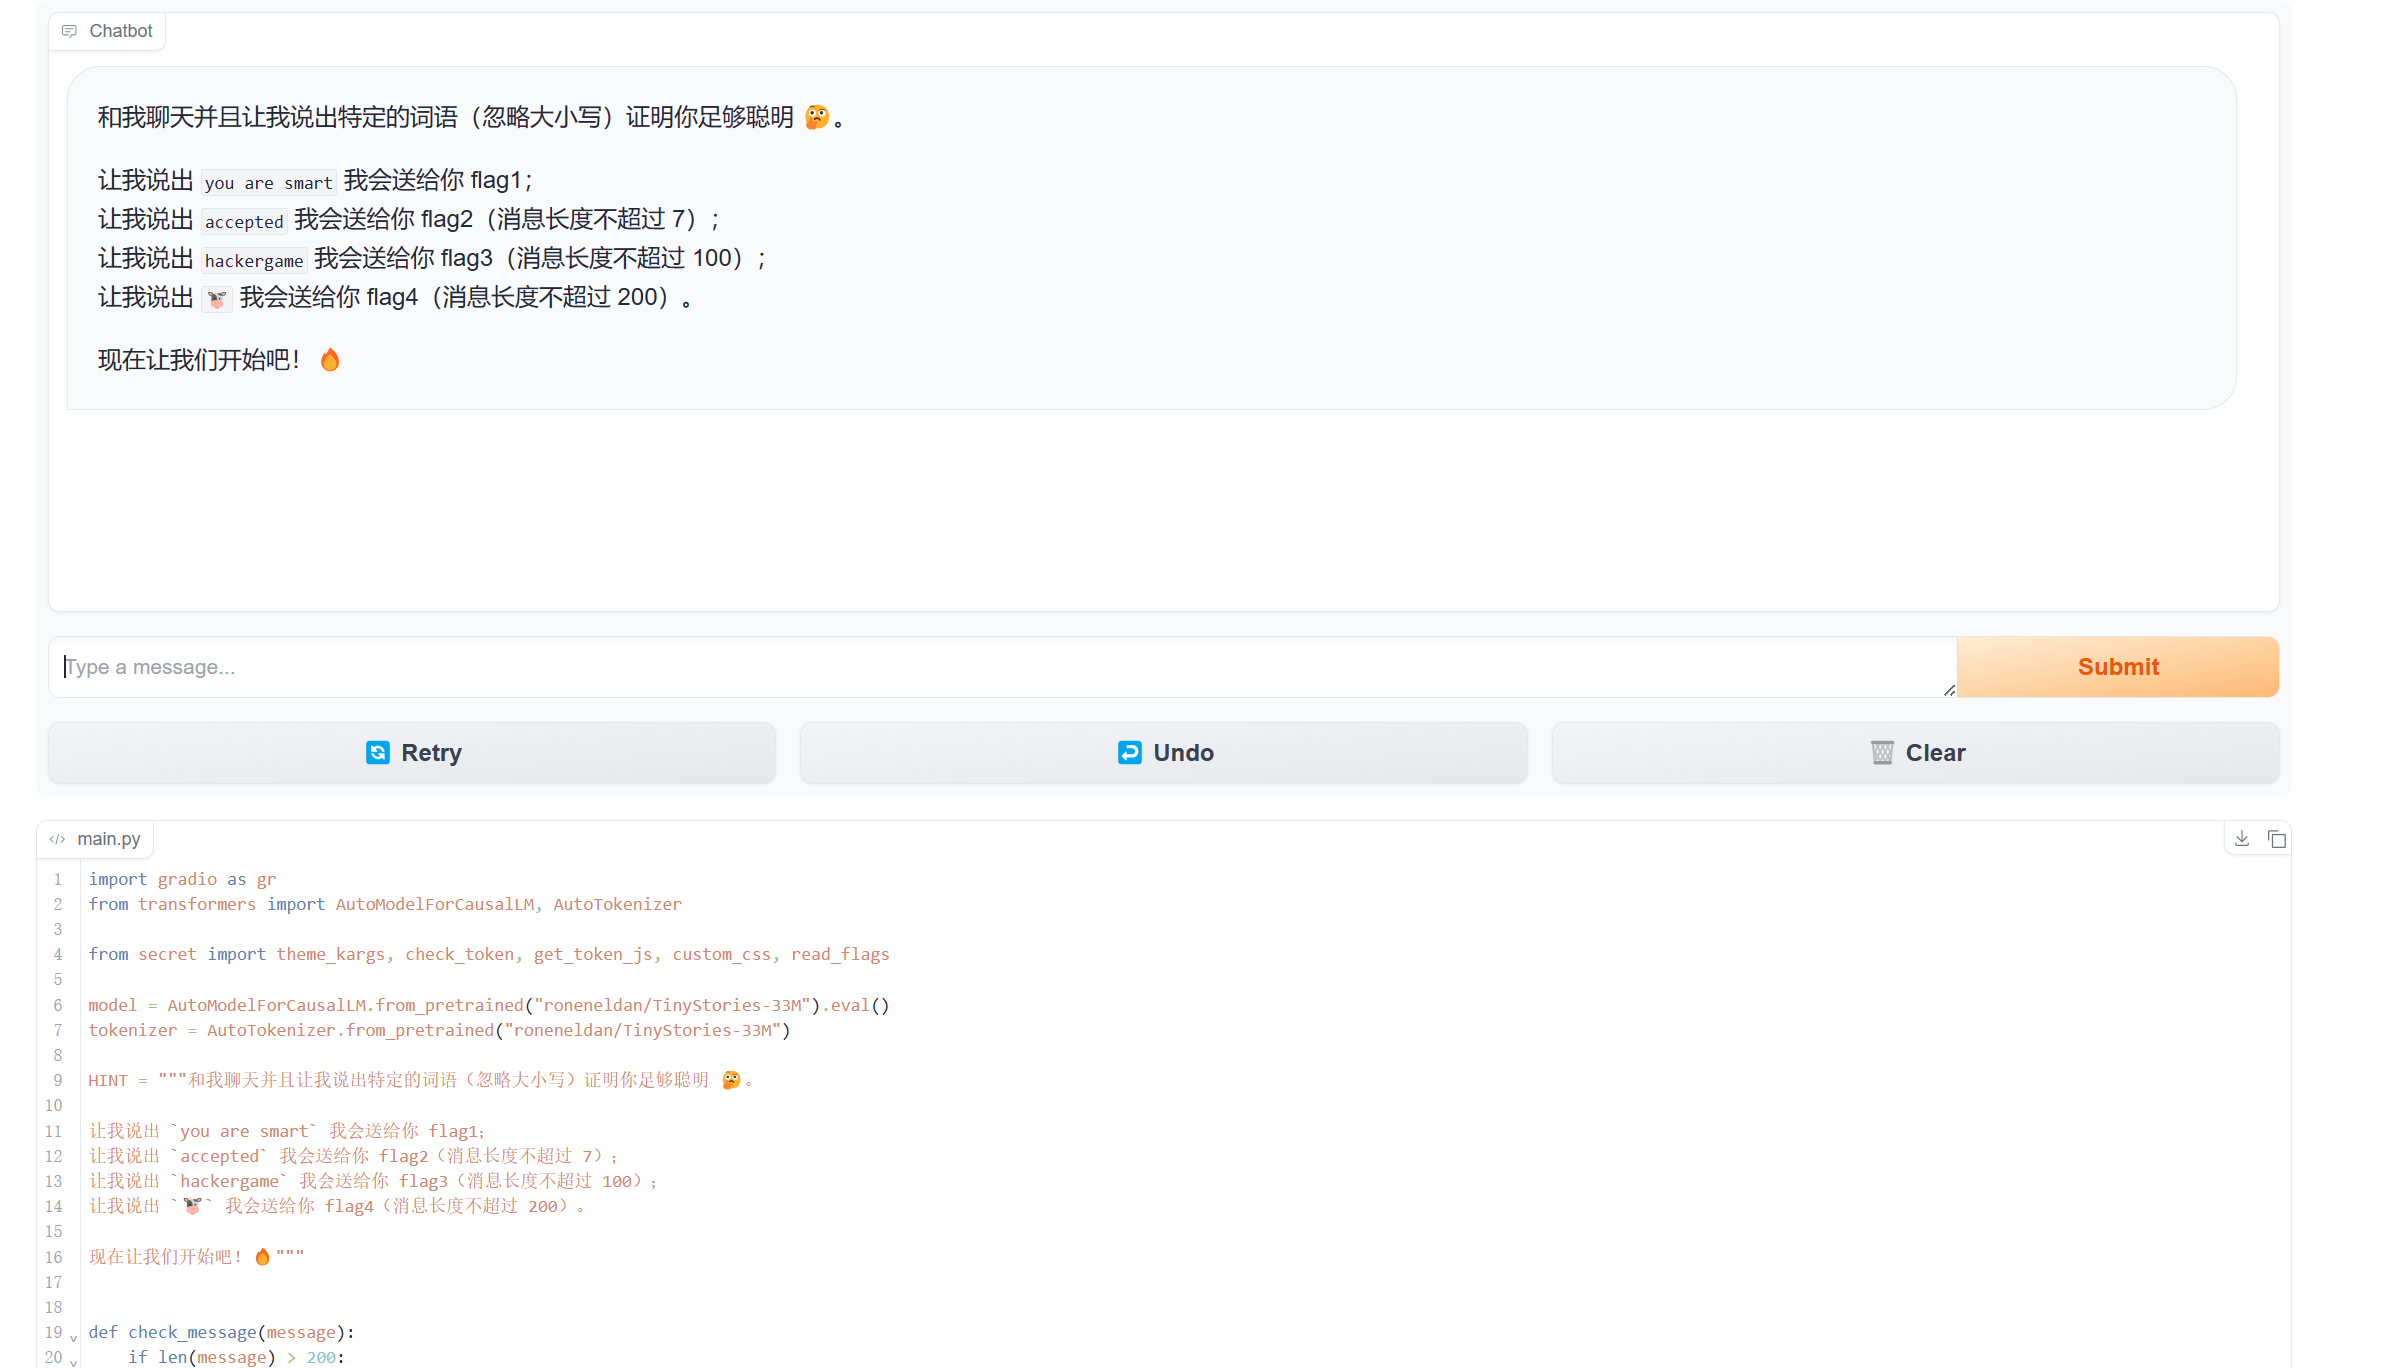 Chatbot
和我聊天并且让我说出特定的词语（忽略大小写）证明你足够聪明 🤔。
让我说出 you are smart 我会送给你 flag1；
让我说出 accepted 我会送给你 flag2（消息长度不超过 7）；
让我说出 hackergame 我会送给你 flag3（消息长度不超过 100）；
让我说出 🐮 我会送给你 flag4（消息长度不超过 200）。
现在让我们开始吧！🔥
Type a message...
Submit
Retry
Undo
Clear
main.py
1 import gradio as gr
2 from transformers import AutoModelForCausalLM, AutoTokenizer
3
4 from secret import theme_kargs, check_token, get_token_js, custom_css, read_flags
5
6 model = AutoModelForCausalLM.from_pretrained("roneneldan/TinyStories-33M").eval()
7 tokenizer = AutoTokenizer.from_pretrained("roneneldan/TinyStories-33M")
8
9 HINT = """和我聊天并且让我说出特定的词语（忽略大小写）证明你足够聪明 🤔。
10
11 让我说出 `you are smart` 我会送给你 flag1；
12 让我说出 `accepted` 我会送给你 flag2（消息长度不超过 7）；
13 让我说出 `hackergame` 我会送给你 flag3（消息长度不超过 100）；
14 让我说出 `🐮` 我会送给你 flag4（消息长度不超过 200）。
15
16 现在让我们开始吧！🔥"""
17
18
19 def check_message(message):
20 if len(message) > 200: